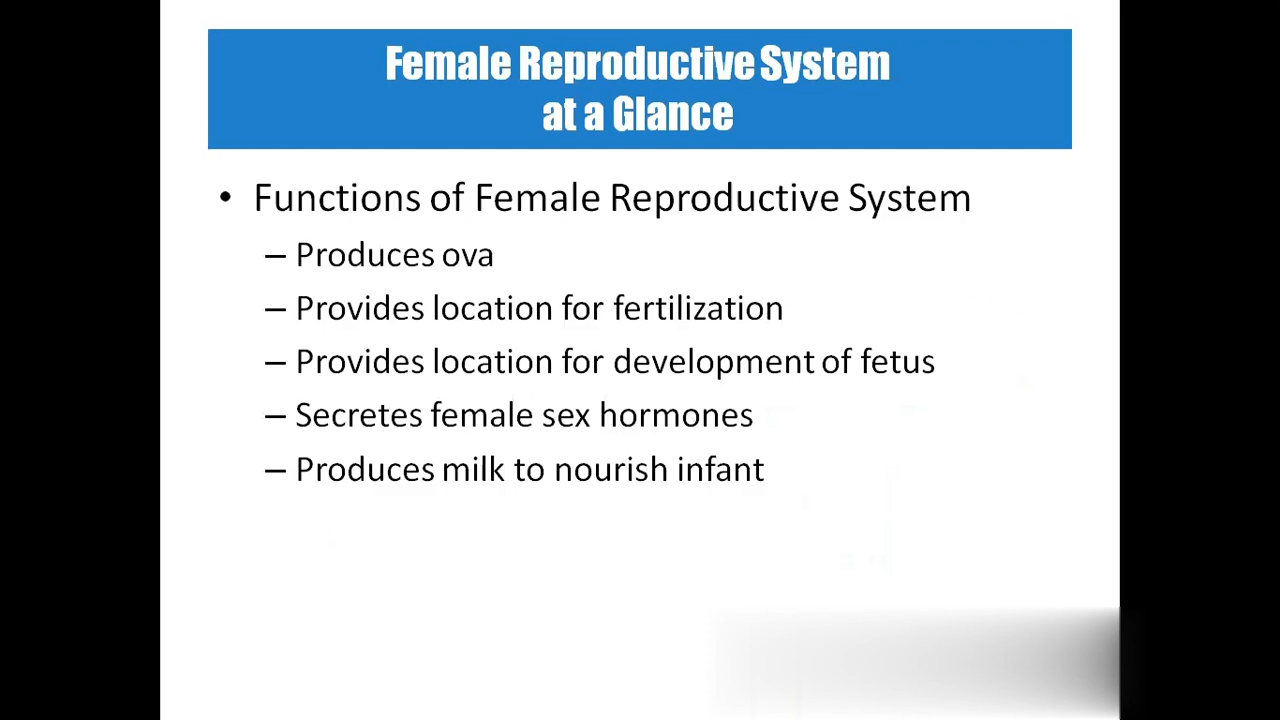 Female Reproductive System
at a Glance
• Functions of Female Reproductive System
– Produces ova
– Provides location for fertilization
– Provides location for development of fetus
– Secretes female sex hormones
– Produces milk to nourish infant